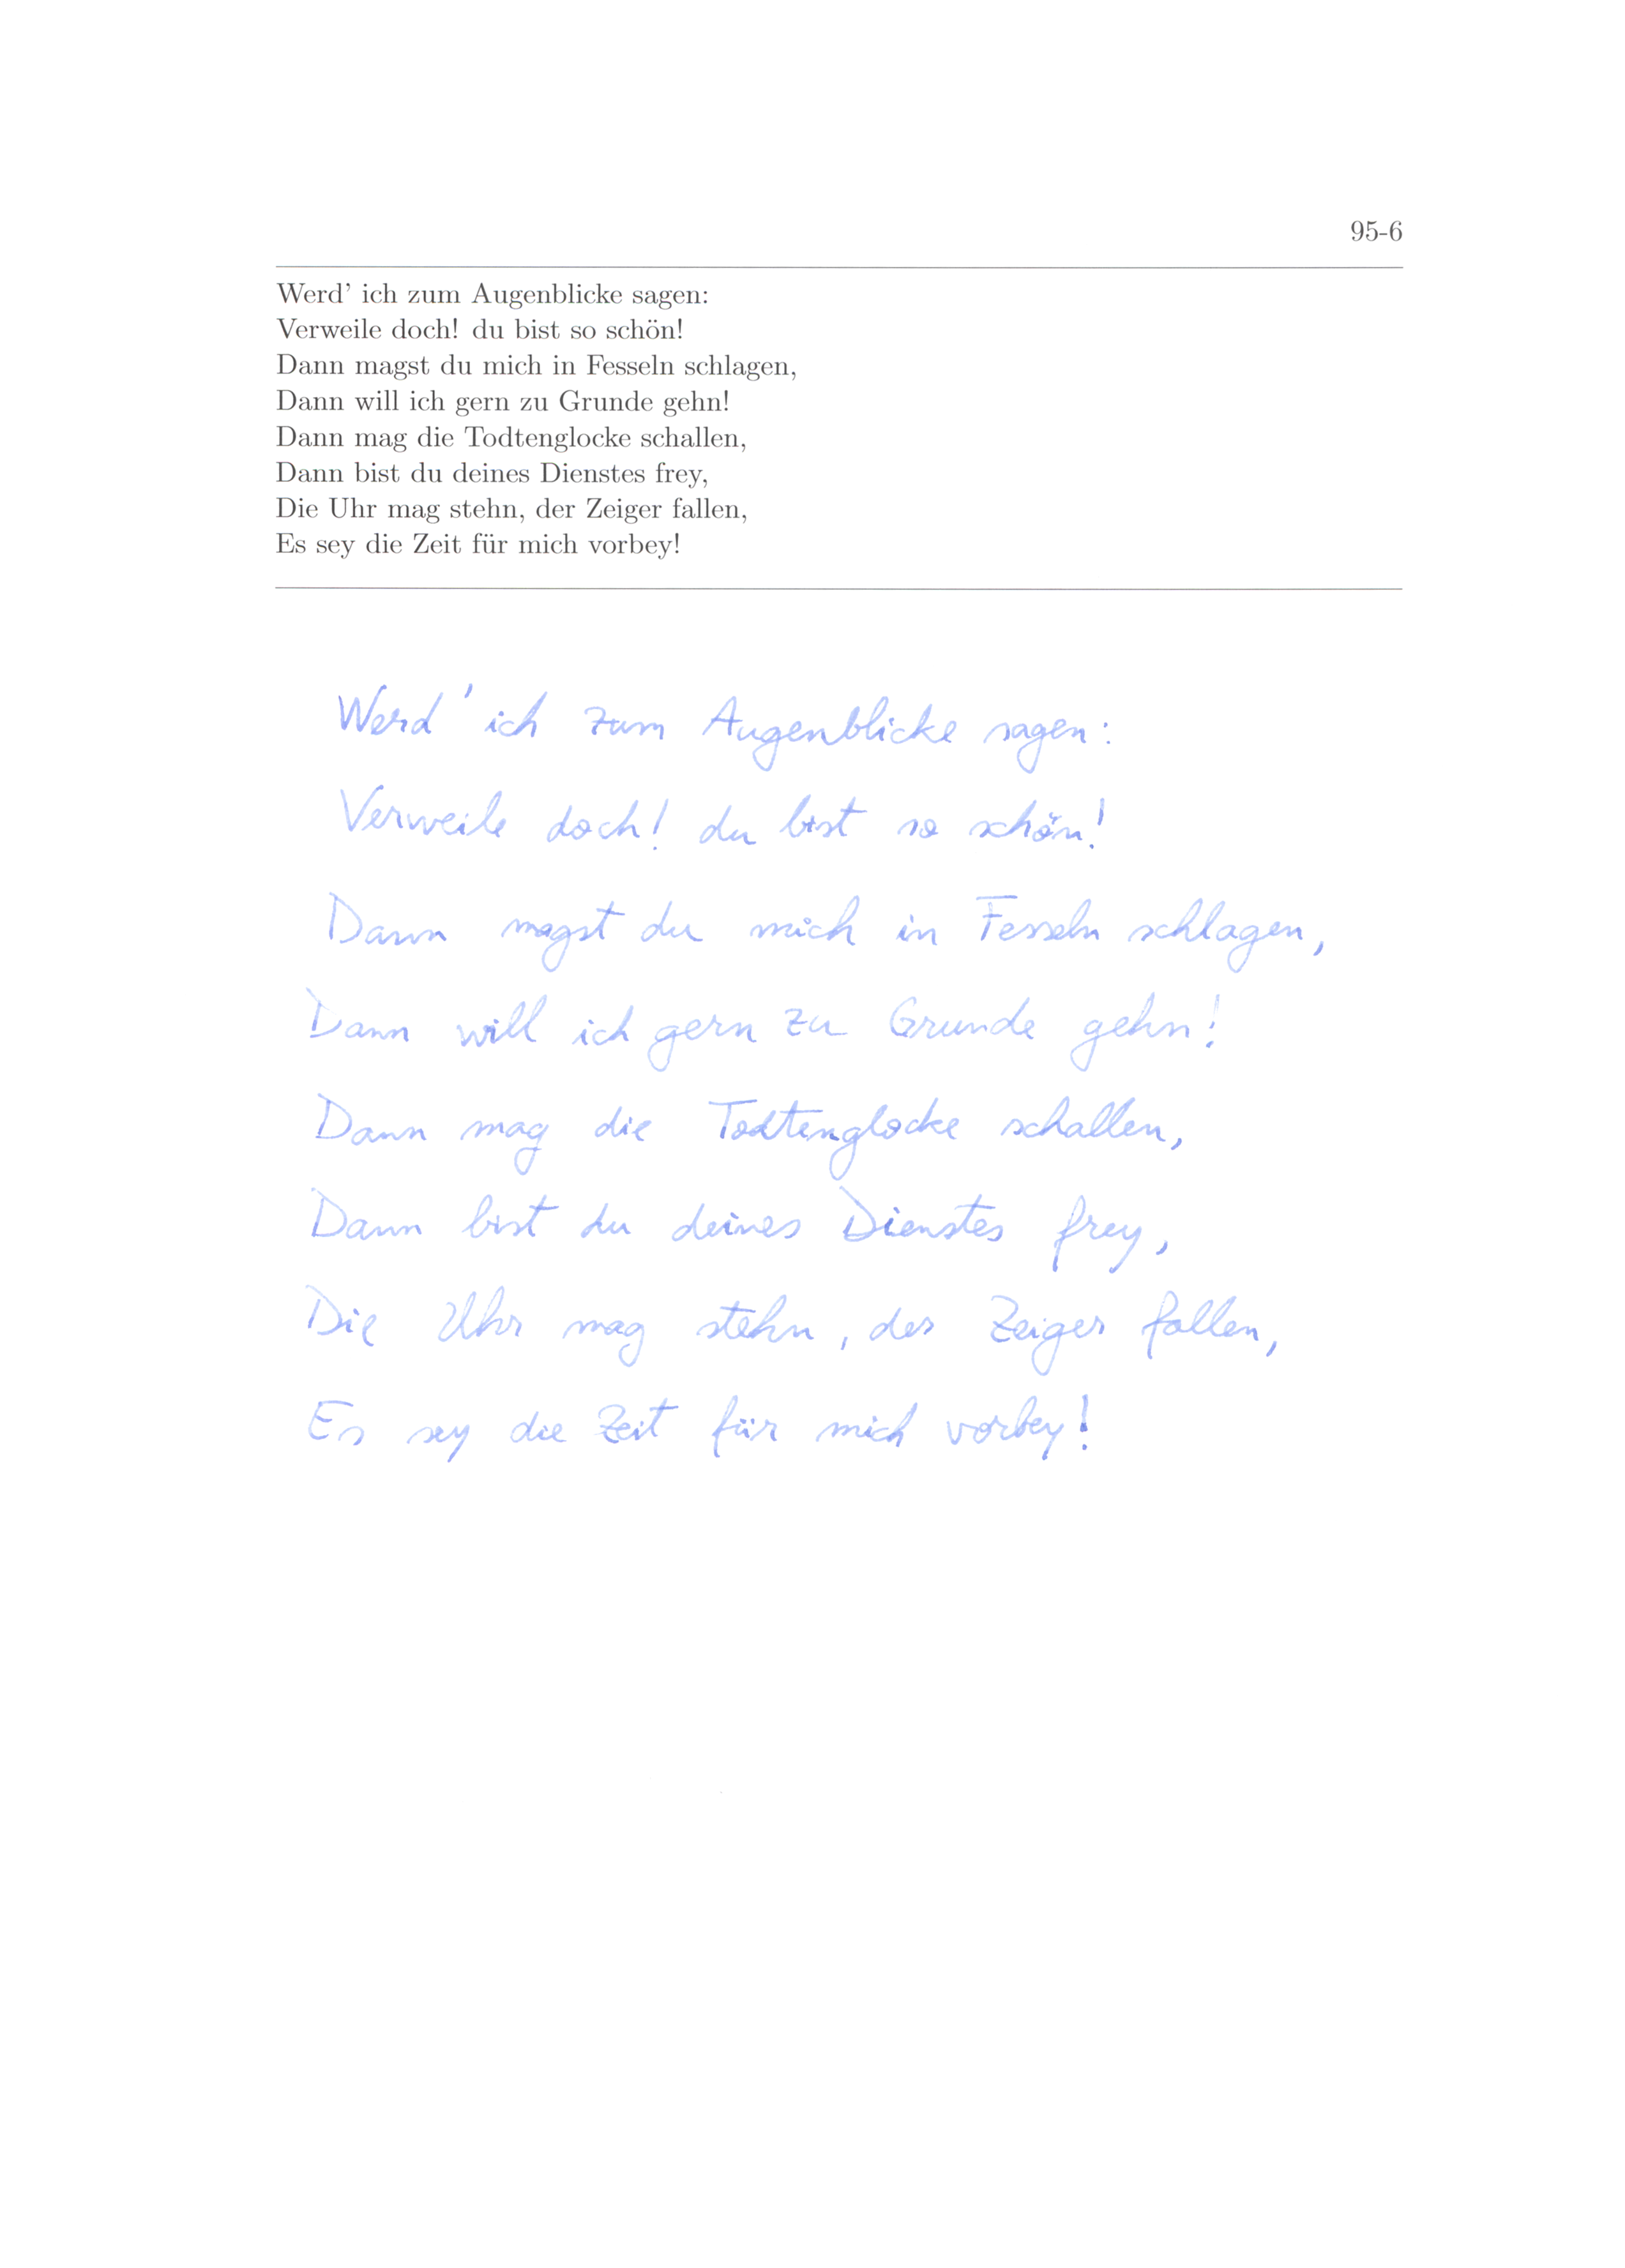 95-6
Werd' ich zum Augenblicke sagen:
Verweile doch! du bist so schön!
Dann magst du mich in Fesseln schlagen,
Dann will ich gern zu Grunde gehn!
Dann mag die Todtenglocke schallen,
Dann bist du deines Dienstes frey,
Die Uhr mag stehn, der Zeiger fallen,
Es sey die Zeit für mich vorbey!
Werd' ich zum Augenblicke sagen:
Verweile doch! du bist so schön!
Dann magst du mich in Fesseln schlagen,
Dann will ich gern zu Grunde gehn!
Dann mag die Todtenglocke schallen,
Dann bist du deines Dienstes frey,
Die Uhr mag stehn, der Zeiger fallen,
Es sey die Zeit für mich vorbey!